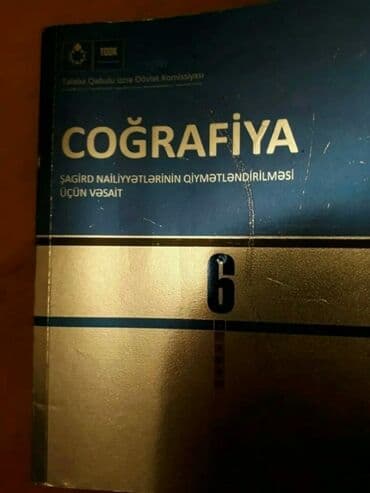 TQDK
Tələbə Qəbulu üzrə Dövlət Komissiyası
COĞRAFİYA
ŞAGİRD NAİLİYYƏTLƏRİNİN QİYMƏTLƏNDİRİLMƏSİ
ÜÇÜN VƏSAİT
6